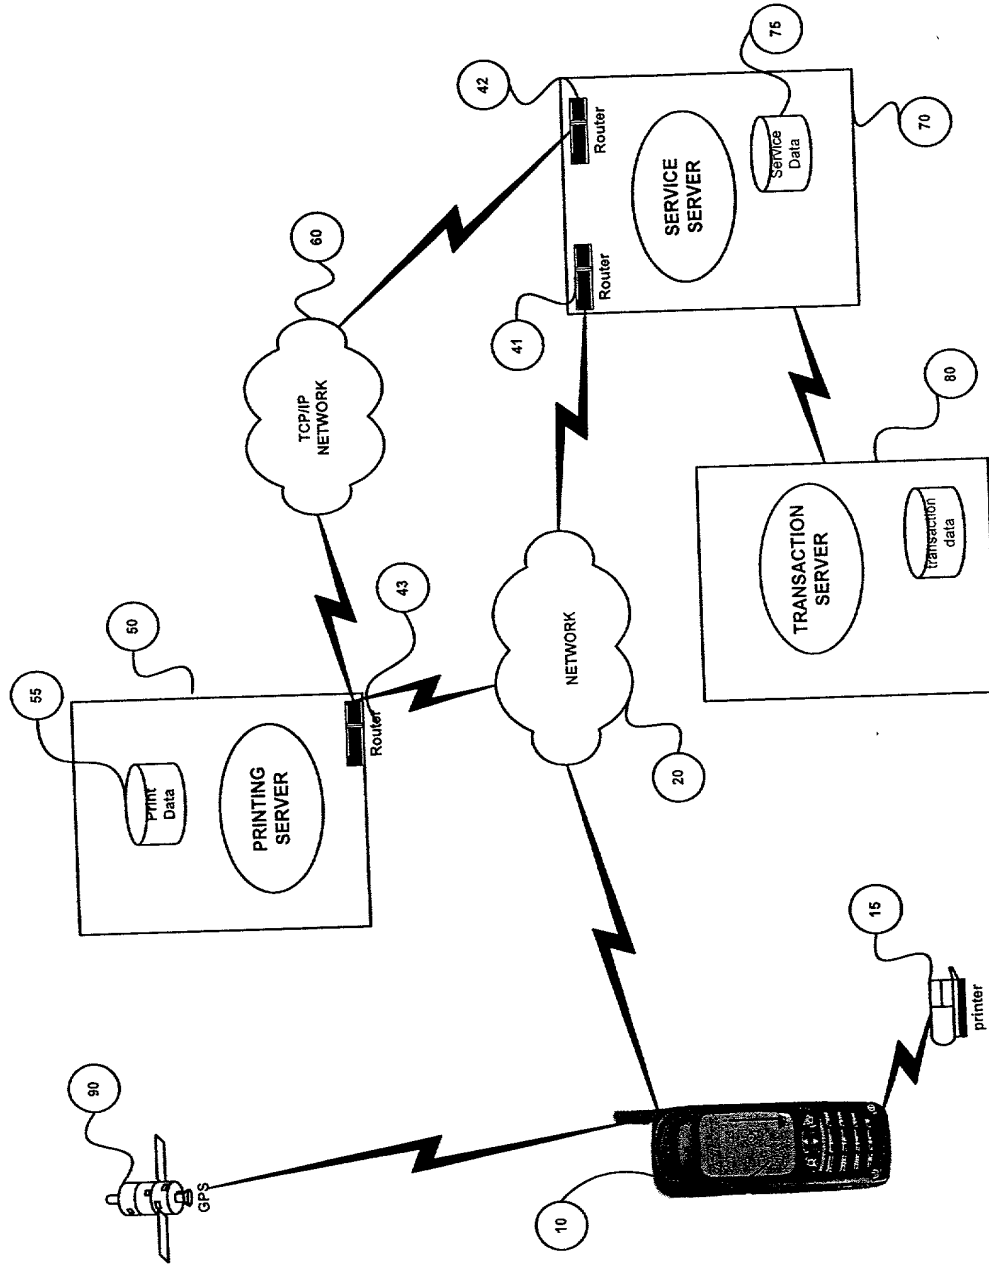 55
90
50
Print
Data
GPS
PRINTING
SERVER
TCP/IP
NETWORK
60
Router
43
42
41
10
NETWORK
Router
Router
20
SERVICE
SERVER
75
Service
Data
TRANSACTION
SERVER
15
70
transaction
data
80
printer